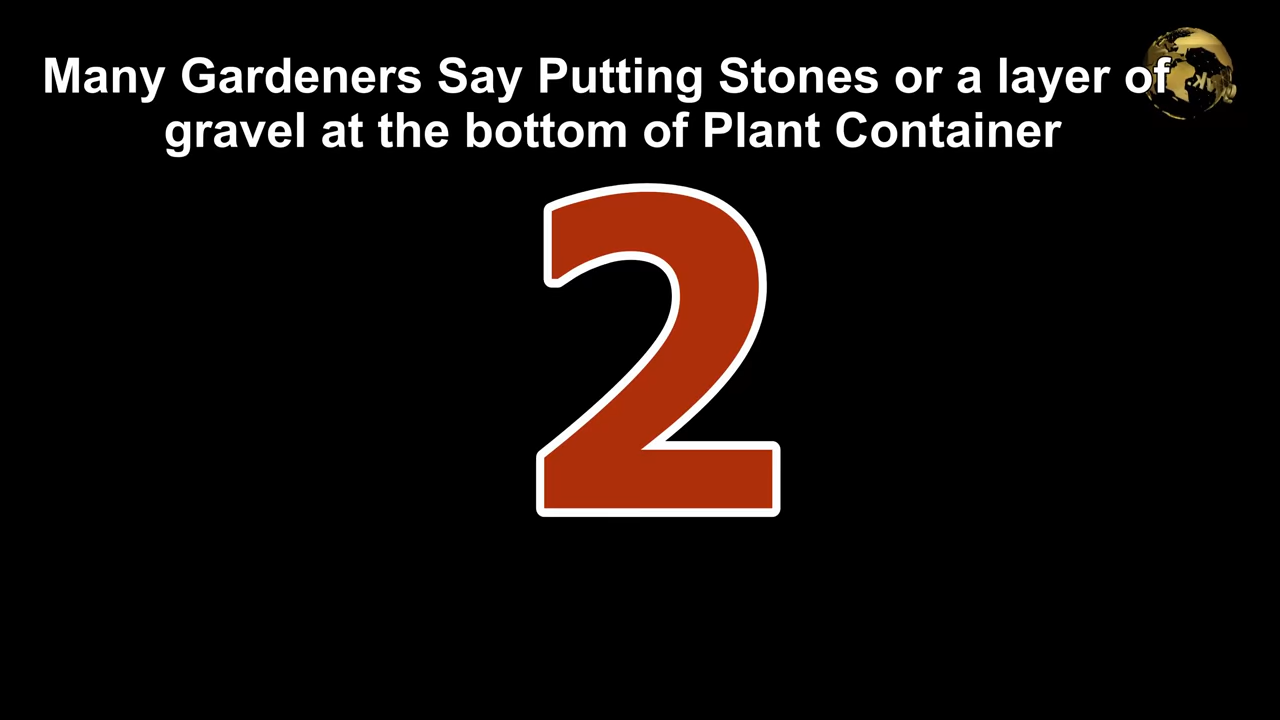 Many Gardeners Say Putting Stones or a layer of
gravel at the bottom of Plant Container
2